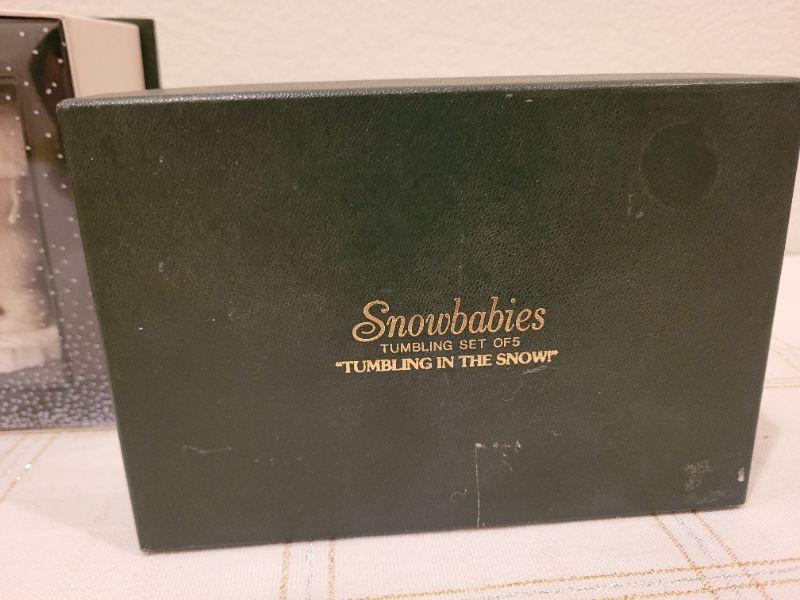 Snowbabies
TUMBLING SET OF5
"TUMBLING IN THE SNOW!"